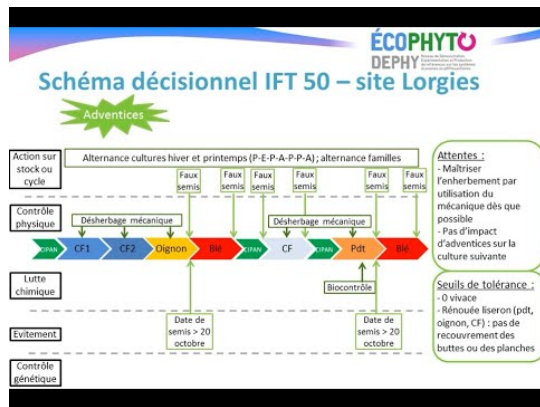 ÉCOPHYTO
DEPHY
Schéma décisionnel IFT 50 – site Lorgies
Adventices
Action sur
stock ou
cycle
Alternance cultures hiver et printemps (P-E-P-A-P-P-A) ; alternance familles
Faux
semis
Faux
semis
Faux
semis
Faux
semis
Faux
semis
Faux
semis
Contrôle
physique
Désherbage mécanique
Désherbage mécanique
CIPAN
CF1
CF2
Oignon
Blé
CIPAN
CF
CIPAN
Pdt
Blé
Lutte
chimique
Biocontrôle
Evitement
Date de
semis > 20
octobre
Date de
semis > 20
octobre
Contrôle
génétique
Attentes :
- Maîtriser
l'enherbement par
utilisation du
mécanique dès que
possible
- Pas d'impact
d'adventices sur la
culture suivante
Seuils de tolérance :
- 0 vivace
- Rénouée liseron (pdt,
oignon, CF) : pas de
recouvrement des
buttes ou des planches